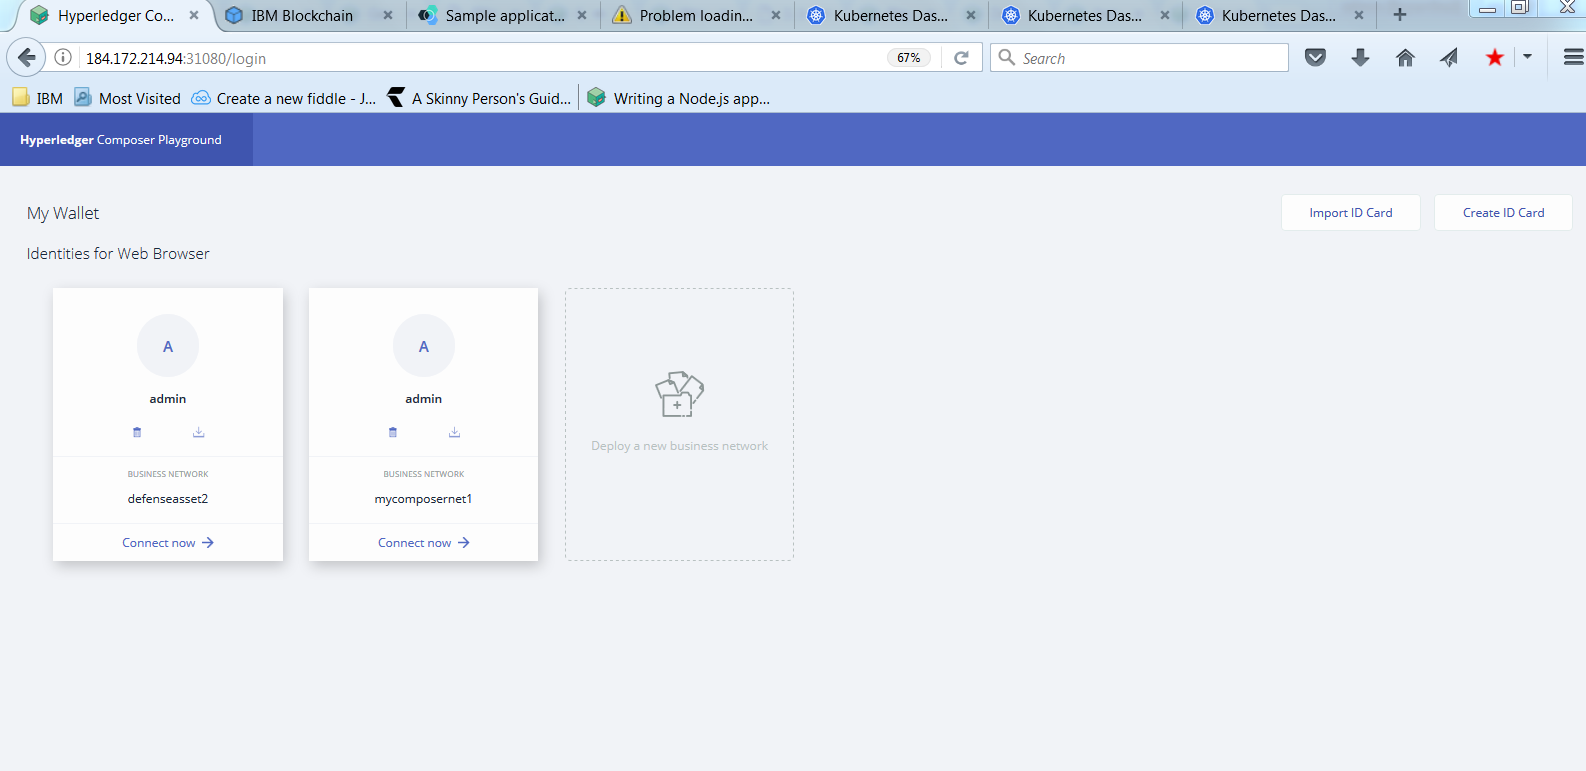 Hyperledger Co...
IBM Blockchain
Sample applicat...
Problem loadin...
Kubernetes Das...
Kubernetes Das...
Kubernetes Das...
184.172.214.94:31080/login
67%
Search
IBM
Most Visited
Create a new fiddle - J...
A Skinny Person's Guid...
Writing a Node.js app...
Hyperledger Composer Playground
My Wallet
Import ID Card
Create ID Card
Identities for Web Browser
A
admin
BUSINESS NETWORK
defenseasset2
Connect now
A
admin
BUSINESS NETWORK
mycomposernet1
Connect now
Deploy a new business network